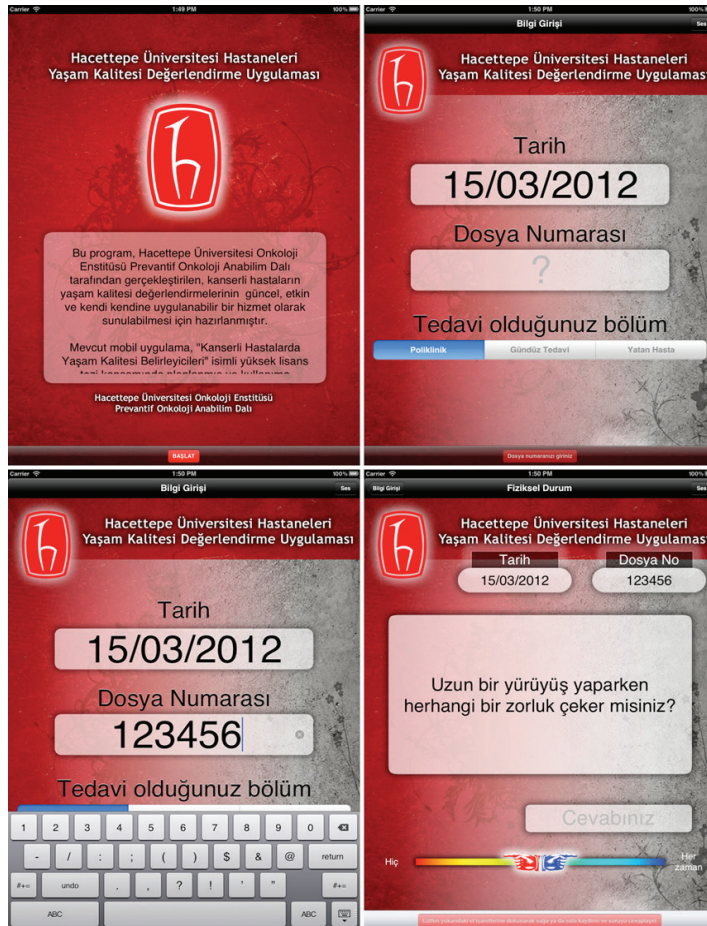 Carrier 1:49 PM 100%
Hacettepe Üniversitesi Hastaneleri
Yaşam Kalitesi Değerlendirme Uygulaması
Bu program, Hacettepe Üniversitesi Onkoloji
Enstitüsü Prevantif Onkoloji Anabilim Dalı
tarafından gerçekleştirilen, kanserli hastaların
yaşam kalitesi değerlendirmelerinin güncel, etkin
ve kendi kendine uygulanabilir bir hizmet olarak
sunulabilmesi için hazırlanmıştır.
Mevcut mobil uygulama, "Kanserli Hastalarda
Yaşam Kalitesi Belirleyicileri" isimli yüksek lisans
Hacettepe Üniversitesi Onkoloji Enstitüsü
Prevantif Onkoloji Anabilim Dalı
BAŞLAT
Carrier 1:50 PM 100%
Bilgi Girişi Ses
Hacettepe Üniversitesi Hastaneleri
Yaşam Kalitesi Değerlendirme Uygulaması
Tarih
15/03/2012
Dosya Numarası
?
Tedavi olduğunuz bölüm
Poliklinik Gündüz Tedavi Yatan Hasta
Dosya numaranızı giriniz
Carrier 1:50 PM 100%
Bilgi Girişi Ses
Hacettepe Üniversitesi Hastaneleri
Yaşam Kalitesi Değerlendirme Uygulaması
Tarih
15/03/2012
Dosya Numarası
123456
Tedavi olduğunuz bölüm
1 2 3 4 5 6 7 8 9 0
- / : ; ( ) $ & @ return
#+= undo . , ? ! ' " #+=
ABC ABC
Carrier 1:50 PM 100%
Bilgi Girişi Fiziksel Durum Ses
Hacettepe Üniversitesi Hastaneleri
Yaşam Kalitesi Değerlendirme Uygulaması
Tarih Dosya No
15/03/2012 123456
Uzun bir yürüyüş yaparken
herhangi bir zorluk çeker misiniz?
Cevabınız
Hiç Her
zaman